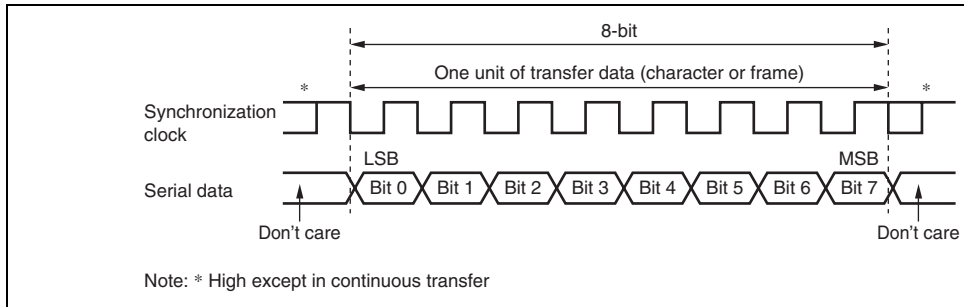 8-bit
One unit of transfer data (character or frame)
* *
Synchronization
clock
LSB MSB
Serial data Bit 0 Bit 1 Bit 2 Bit 3 Bit 4 Bit 5 Bit 6 Bit 7
Don't care Don't care
Note: * High except in continuous transfer